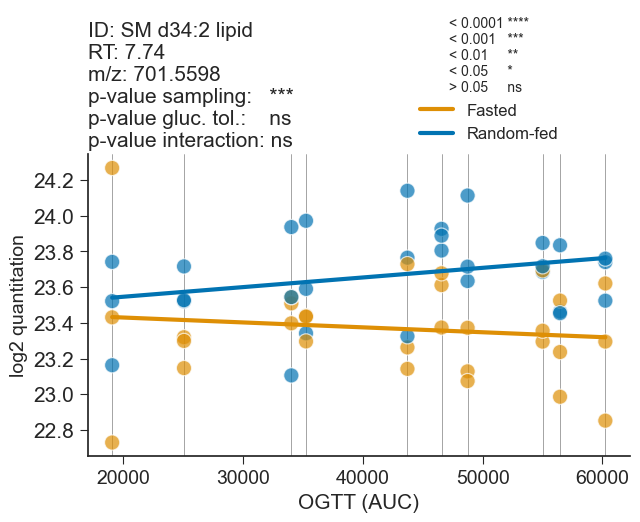 ID: SM d34:2 lipid
RT: 7.74
m/z: 701.5598
p-value sampling: ***
p-value gluc. tol.: ns
p-value interaction: ns
< 0.0001 ****
< 0.001 ***
< 0.01 **
< 0.05 *
> 0.05 ns
Fasted
Random-fed
log2 quantitation
24.2
24.0
23.8
23.6
23.4
23.2
23.0
22.8
20000 30000 40000 50000 60000
OGTT (AUC)